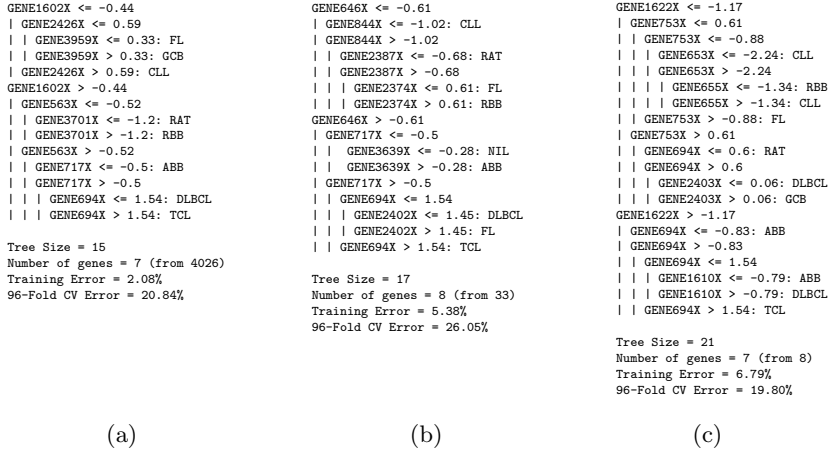 GENE1602X <= -0.44
| GENE2426X <= 0.59
| | GENE3959X <= 0.33: FL
| | GENE3959X > 0.33: GCB
| GENE2426X > 0.59: CLL
GENE1602X > -0.44
| GENE563X <= -0.52
| | GENE3701X <= -1.2: RAT
| | GENE3701X > -1.2: RBB
| GENE563X > -0.52
| | GENE717X <= -0.5: ABB
| | GENE717X > -0.5
| | | GENE694X <= 1.54: DLBCL
| | | GENE694X > 1.54: TCL
Tree Size = 15
Number of genes = 7 (from 4026)
Training Error = 2.08%
96-Fold CV Error = 20.84%
(a)
GENE646X <= -0.61
| GENE844X <= -1.02: CLL
| GENE844X > -1.02
| | GENE2387X <= -0.68: RAT
| | GENE2387X > -0.68
| | | GENE2374X <= 0.61: FL
| | | GENE2374X > 0.61: RBB
GENE646X > -0.61
| GENE717X <= -0.5
| | GENE3639X <= -0.28: NIL
| | GENE3639X > -0.28: ABB
| GENE717X > -0.5
| | GENE694X <= 1.54
| | | GENE2402X <= 1.45: DLBCL
| | | GENE2402X > 1.45: FL
| | GENE694X > 1.54: TCL
Tree Size = 17
Number of genes = 8 (from 33)
Training Error = 5.38%
96-Fold CV Error = 26.05%
(b)
GENE1622X <= -1.17
| GENE753X <= 0.61
| | GENE753X <= -0.88
| | | GENE653X <= -2.24: CLL
| | | GENE653X > -2.24
| | | | GENE655X <= -1.34: RBB
| | | | GENE655X > -1.34: CLL
| | GENE753X > -0.88: FL
| GENE753X > 0.61
| | GENE694X <= 0.6: RAT
| | GENE694X > 0.6
| | | GENE2403X <= 0.06: DLBCL
| | | GENE2403X > 0.06: GCB
GENE1622X > -1.17
| GENE694X <= -0.83: ABB
| GENE694X > -0.83
| | GENE694X <= 1.54
| | | GENE1610X <= -0.79: ABB
| | | GENE1610X > -0.79: DLBCL
| | GENE694X > 1.54: TCL
Tree Size = 21
Number of genes = 7 (from 8)
Training Error = 6.79%
96-Fold CV Error = 19.80%
(c)